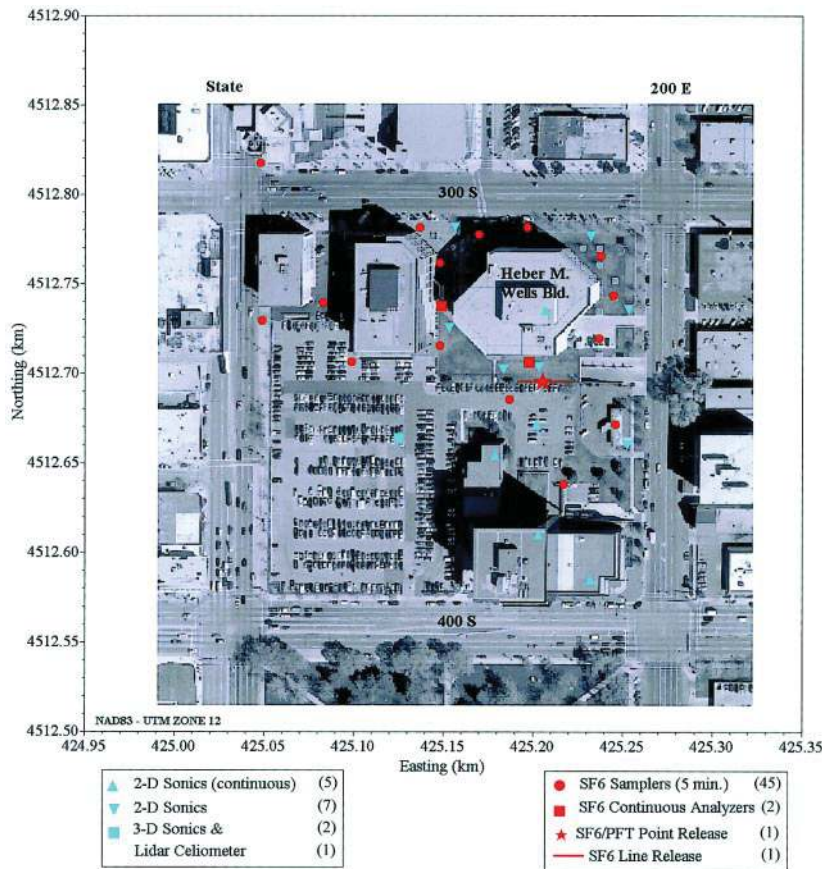 4512.90
4512.85
4512.80
4512.75
4512.70
4512.65
4512.60
4512.55
4512.50
Northing (km)
State
200 E
300 S
Heber M.
Wells Bld.
400 S
NAD83 - UTM ZONE 12
424.95
425.00
425.05
425.10
425.15
425.20
425.25
425.30
425.35
Easting (km)
2-D Sonics (continuous) (5)
2-D Sonics (7)
3-D Sonics & (2)
Lidar Celiometer (1)
SF6 Samplers (5 min.) (45)
SF6 Continuous Analyzers (2)
SF6/PFT Point Release (1)
SF6 Line Release (1)